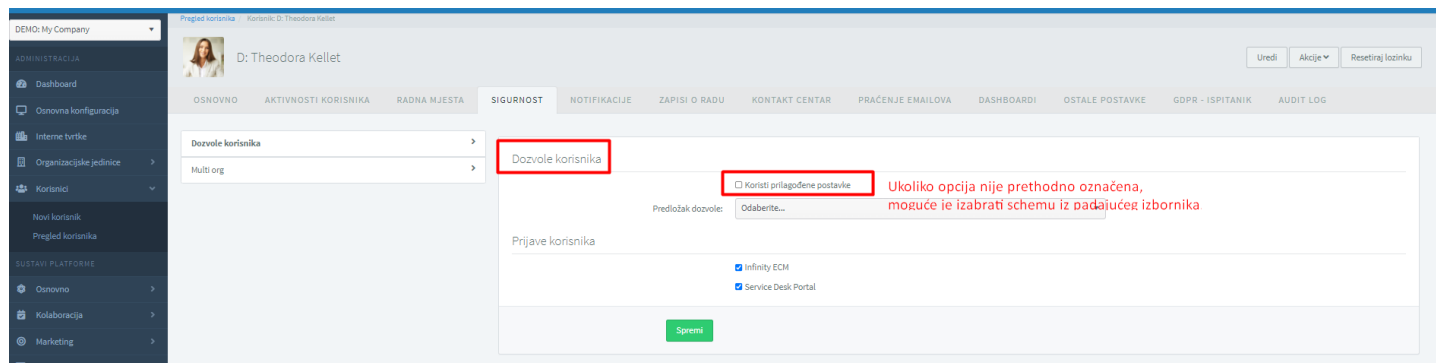 Pregled korisnika / Korisnik: D: Theodora Kellet
DEMO: My Company
D: Theodora Kellet
Uredi
Akcije
Resetiraj lozinku
ADMINISTRACIJA
Dashboard
Osnovna konfiguracija
Interne tvrtke
Organizacijske jedinice
Korisnici
Novi korisnik
Pregled korisnika
SUSTAVI PLATFORME
Osnovno
Kolaboracija
Marketing
OSNOVNO AKTIVNOSTI KORISNIKA RADNA MJESTA SIGURNOST NOTIFIKACIJE ZAPISI O RADU KONTAKT CENTAR PRAĆENJE EMAILOVA DASHBOARDI OSTALE POSTAVKE GDPR - ISPITANIK AUDIT LOG
Dozvole korisnika
Multi org
Dozvole korisnika
Koristi prilagođene postavke
Ukoliko opcija nije prethodno označena,
moguće je izabrati schemu iz padajućeg izbornika
Predložak dozvole: Odaberite...
Prijave korisnika
Infinity ECM
Service Desk Portal
Spremi